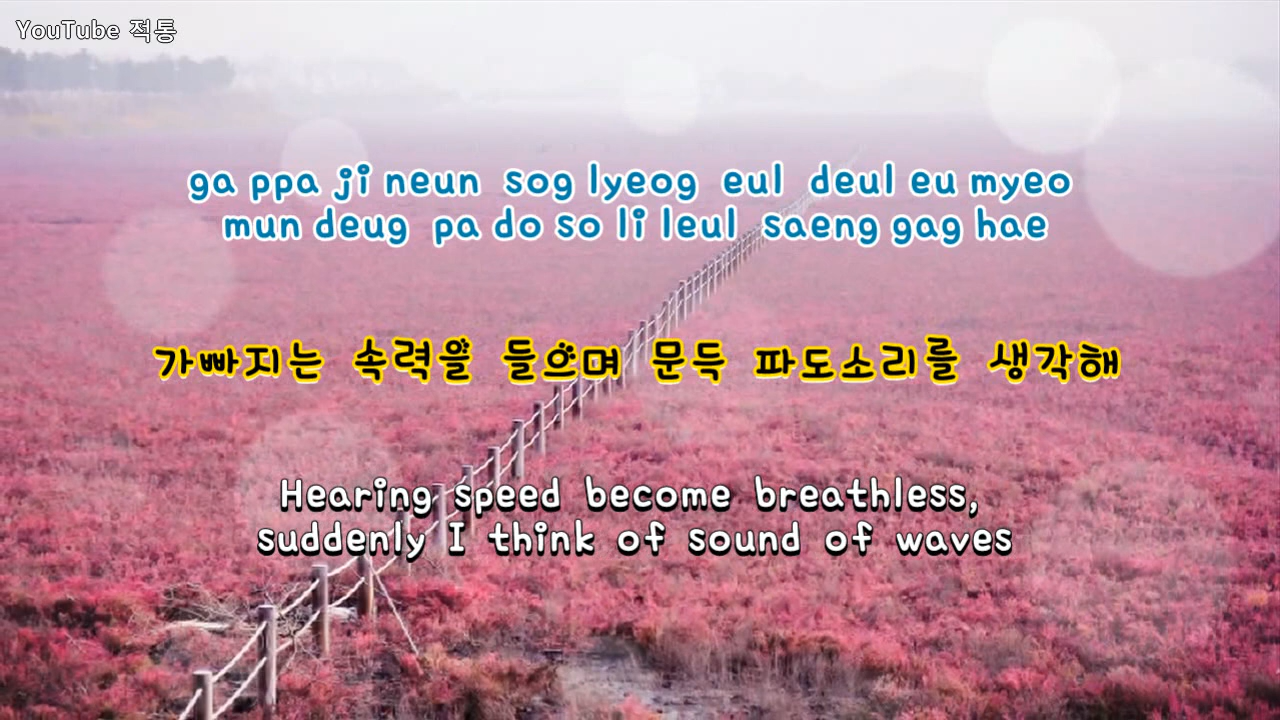 YouTube 적통
ga ppa ji neun sog lyeog eul deul eu myeo
mun deug pa do so li leul saeng gag hae
가빠지는 속력을 들으며 문득 파도소리를 생각해
Hearing speed become breathless,
suddenly I think of sound of waves